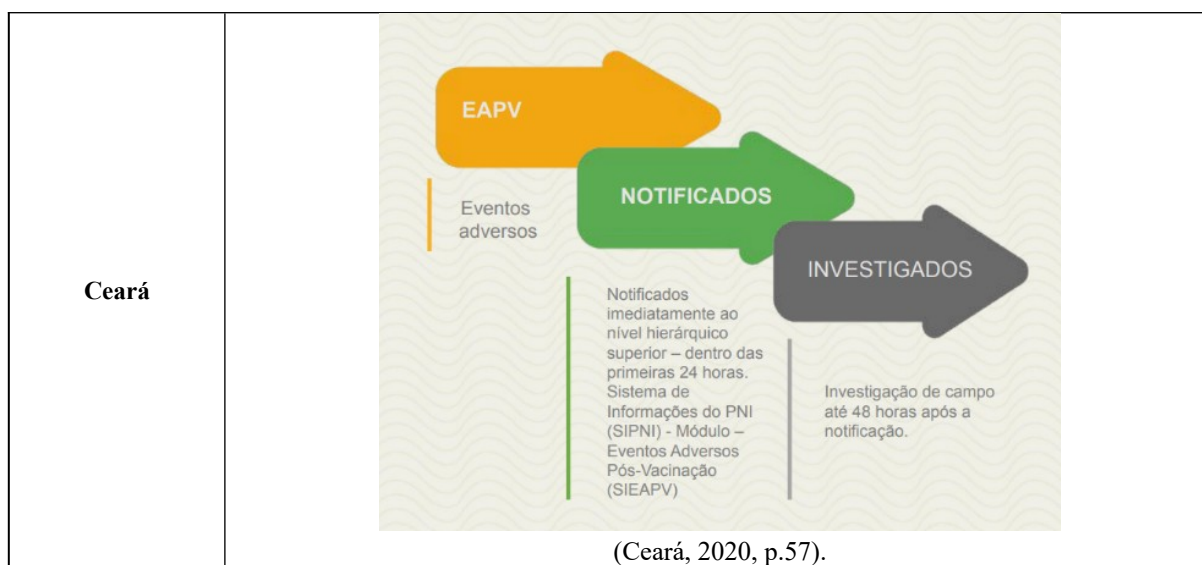 Ceará
EAPV
Eventos
adversos
NOTIFICADOS
Notificados
imediatamente ao
nível hierárquico
superior – dentro das
primeiras 24 horas.
Sistema de
Informações do PNI
(SIPNI) - Módulo –
Eventos Adversos
Pós-Vacinação
(SIEAPV)
INVESTIGADOS
Investigação de campo
até 48 horas após a
notificação.
(Ceará, 2020, p.57).